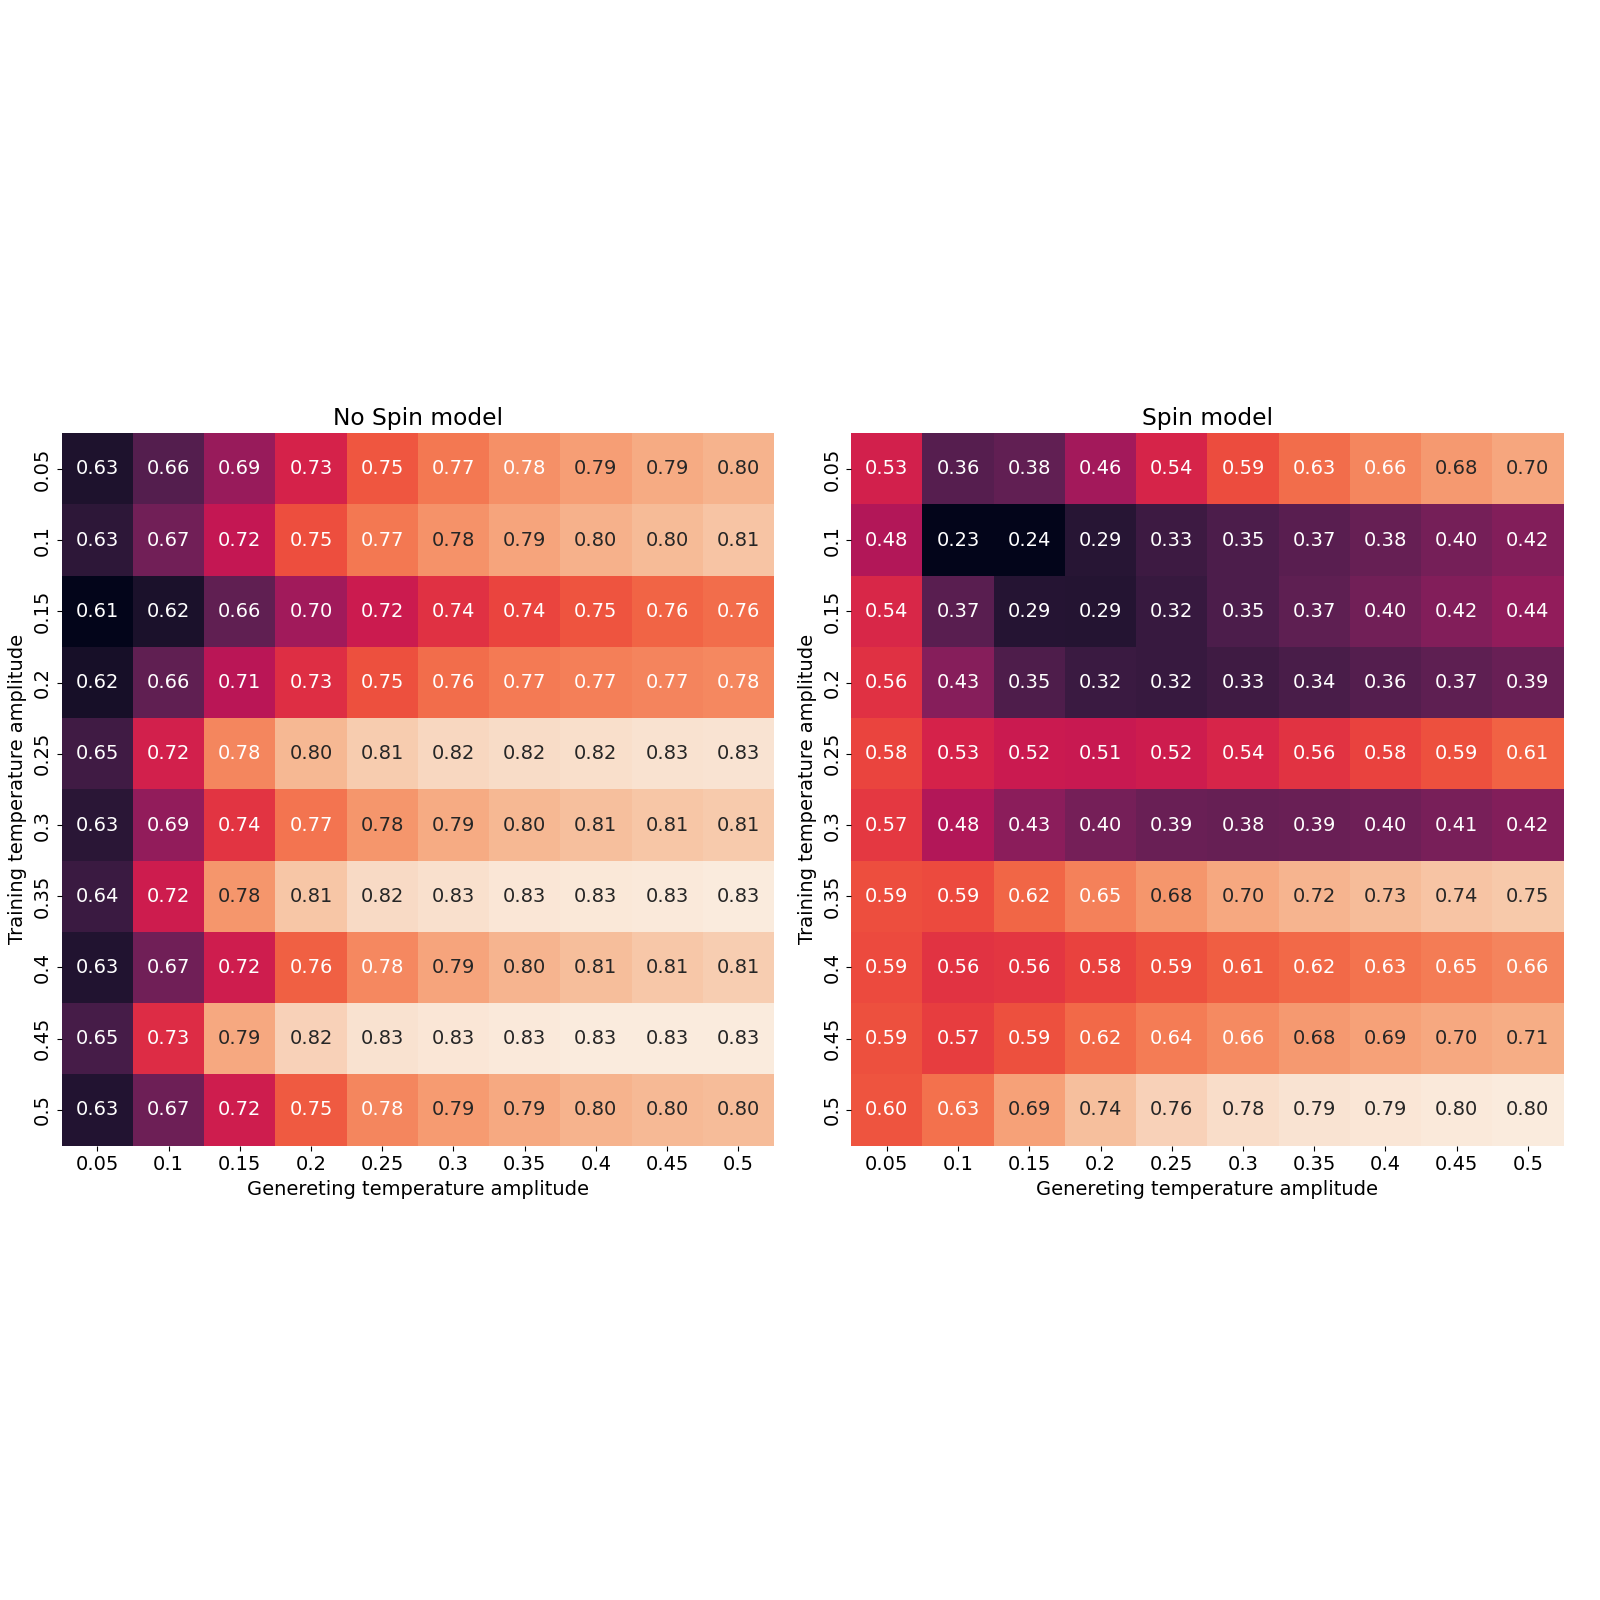 No Spin model
Training temperature amplitude
0.05 0.63 0.66 0.69 0.73 0.75 0.77 0.78 0.79 0.79 0.80
0.1 0.63 0.67 0.72 0.75 0.77 0.78 0.79 0.80 0.80 0.81
0.15 0.61 0.62 0.66 0.70 0.72 0.74 0.74 0.75 0.76 0.76
0.2 0.62 0.66 0.71 0.73 0.75 0.76 0.77 0.77 0.77 0.78
0.25 0.65 0.72 0.78 0.80 0.81 0.82 0.82 0.82 0.83 0.83
0.3 0.63 0.69 0.74 0.77 0.78 0.79 0.80 0.81 0.81 0.81
0.35 0.64 0.72 0.78 0.81 0.82 0.83 0.83 0.83 0.83 0.83
0.4 0.63 0.67 0.72 0.76 0.78 0.79 0.80 0.81 0.81 0.81
0.45 0.65 0.73 0.79 0.82 0.83 0.83 0.83 0.83 0.83 0.83
0.5 0.63 0.67 0.72 0.75 0.78 0.79 0.79 0.80 0.80 0.80
0.05 0.1 0.15 0.2 0.25 0.3 0.35 0.4 0.45 0.5
Genereting temperature amplitude
Spin model
Training temperature amplitude
0.05 0.53 0.36 0.38 0.46 0.54 0.59 0.63 0.66 0.68 0.70
0.1 0.48 0.23 0.24 0.29 0.33 0.35 0.37 0.38 0.40 0.42
0.15 0.54 0.37 0.29 0.29 0.32 0.35 0.37 0.40 0.42 0.44
0.2 0.56 0.43 0.35 0.32 0.32 0.33 0.34 0.36 0.37 0.39
0.25 0.58 0.53 0.52 0.51 0.52 0.54 0.56 0.58 0.59 0.61
0.3 0.57 0.48 0.43 0.40 0.39 0.38 0.39 0.40 0.41 0.42
0.35 0.59 0.59 0.62 0.65 0.68 0.70 0.72 0.73 0.74 0.75
0.4 0.59 0.56 0.56 0.58 0.59 0.61 0.62 0.63 0.65 0.66
0.45 0.59 0.57 0.59 0.62 0.64 0.66 0.68 0.69 0.70 0.71
0.5 0.60 0.63 0.69 0.74 0.76 0.78 0.79 0.79 0.80 0.80
0.05 0.1 0.15 0.2 0.25 0.3 0.35 0.4 0.45 0.5
Genereting temperature amplitude